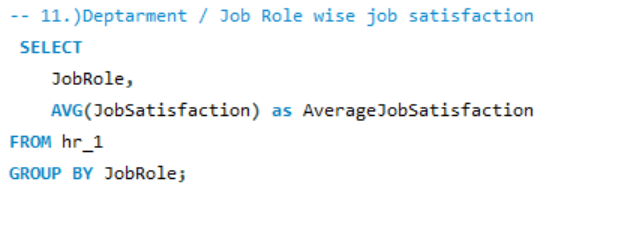 -- 11.)Deptarment / Job Role wise job satisfaction
SELECT
JobRole,
AVG(JobSatisfaction) as AverageJobSatisfaction
FROM hr_1
GROUP BY JobRole;